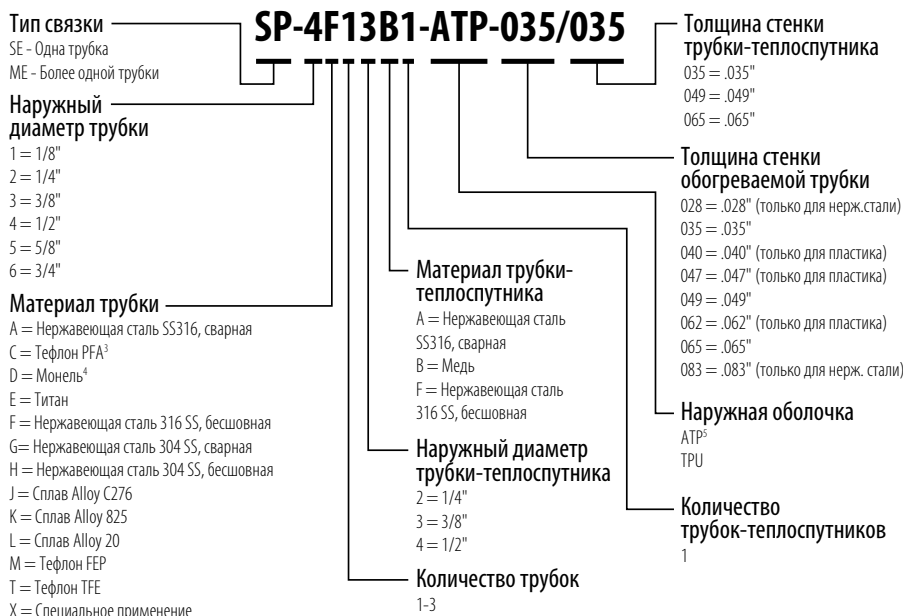 SP-4F13B1-ATP-035/035
Тип связки
SE - Одна трубка
ME - Более одной трубки
Наружный
диаметр трубки
1 = 1/8"
2 = 1/4"
3 = 3/8"
4 = 1/2"
5 = 5/8"
6 = 3/4"
Материал трубки
A = Нержавеющая сталь SS316, сварная
C = Тефлон PFA³
D = Монель⁴
E = Титан
F = Нержавеющая сталь 316 SS, бесшовная
G= Нержавеющая сталь 304 SS, сварная
H = Нержавеющая сталь 304 SS, бесшовная
J = Сплав Alloy C276
K = Сплав Alloy 825
L = Сплав Alloy 20
M = Тефлон FEP
T = Тефлон TFE
X = Специальное применение
Материал трубки-
теплоспутника
A = Нержавеющая сталь
SS316, сварная
B = Медь
F = Нержавеющая сталь
316 SS, бесшовная
Наружный диаметр
трубки-теплоспутника
2 = 1/4"
3 = 3/8"
4 = 1/2"
Количество трубок
1-3
Толщина стенки
трубки-теплоспутника
035 = .035"
049 = .049"
065 = .065"
Толщина стенки
обогреваемой трубки
028 = .028" (только для нерж.стали)
035 = .035"
040 = .040" (только для пластика)
047 = .047" (только для пластика)
049 = .049"
062 = .062" (только для пластика)
065 = .065"
083 = .083" (только для нерж. стали)
Наружная оболочка
ATP⁵
TPU
Количество
трубок-теплоспутников
1